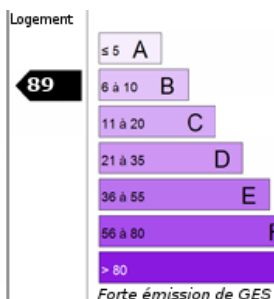 Logement
≤ 5 A
89
6 à 10 B
11 à 20 C
21 à 35 D
36 à 55 E
56 à 80 F
> 80
Forte émission de GES